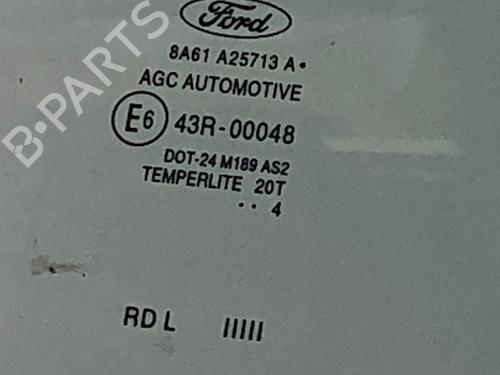 Ford
8A61 A25713 A•
AGC AUTOMOTIVE
E6 43R-00048
DOT-24 M189 AS2
TEMPERLITE 20T
•• 4
RD L IIIII
B-PARTS